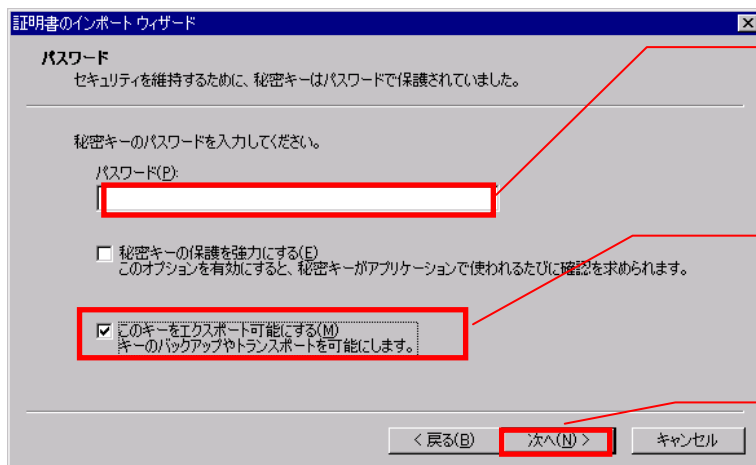 証明書のインポート ウィザード
パスワード
セキュリティを維持するために、秘密キーはパスワードで保護されていました。
秘密キーのパスワードを入力してください。
パスワード(P):
秘密キーの保護を強力にする(E)
このオプションを有効にすると、秘密キーがアプリケーションで使われるたびに確認を求められます。
このキーをエクスポート可能にする(M)
キーのバックアップやトランスポートを可能にします。
< 戻る(B) 次へ(N) > キャンセル